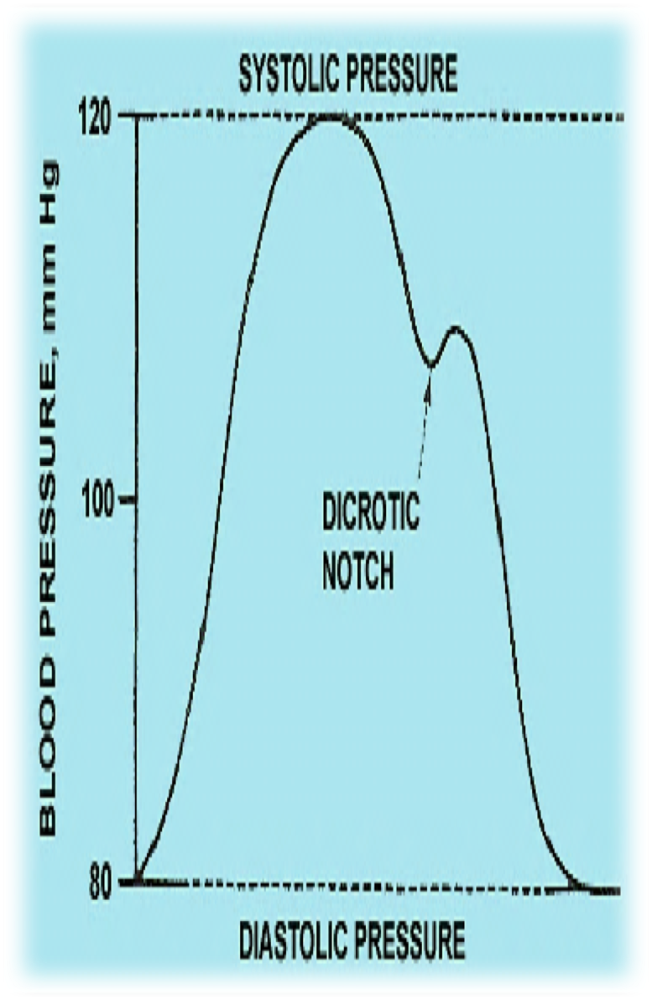 SYSTOLIC PRESSURE
120
BLOOD PRESSURE, mm Hg
100
DICROTIC
NOTCH
80
DIASTOLIC PRESSURE